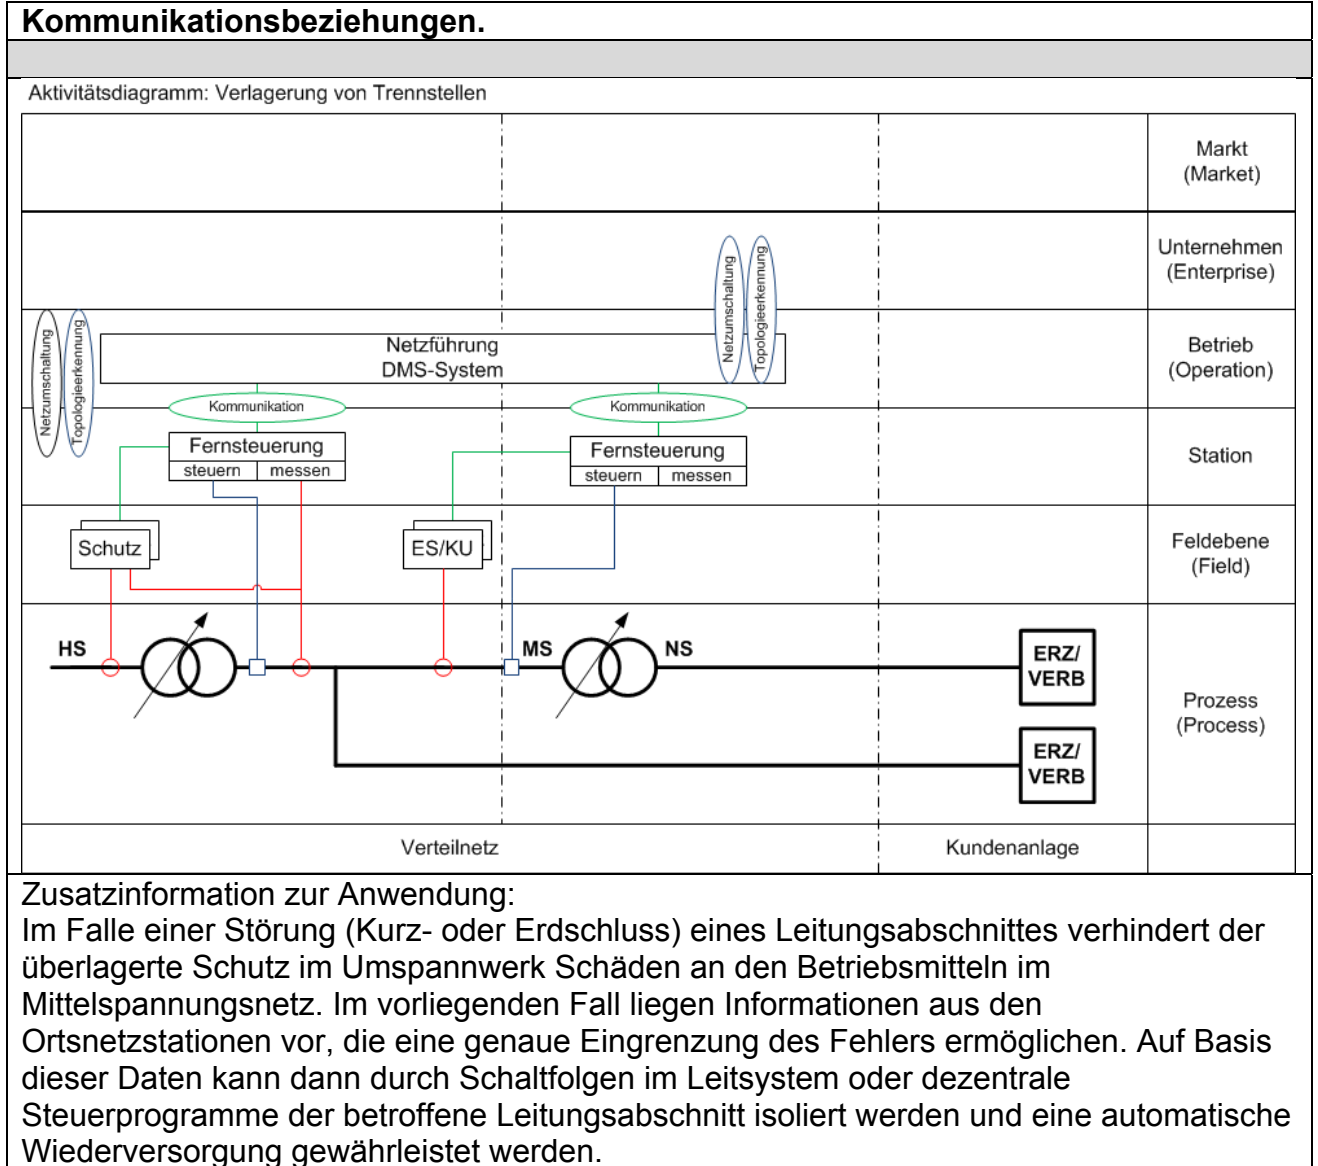 Kommunikationsbeziehungen.
Aktivitätsdiagramm: Verlagerung von Trennstellen
Markt
(Market)
Unternehmen
(Enterprise)
Netzumschaltung
Topologieerkennung
Netzumschaltung
Topologieerkennung
Netzführung
DMS-System
Betrieb
(Operation)
Kommunikation
Kommunikation
Fernsteuerung
steuern messen
Fernsteuerung
steuern messen
Station
Schutz
ES/KU
Feldebene
(Field)
HS
MS
NS
ERZ/
VERB
ERZ/
VERB
Prozess
(Process)
Verteilnetz
Kundenanlage
Zusatzinformation zur Anwendung:
Im Falle einer Störung (Kurz- oder Erdschluss) eines Leitungsabschnittes verhindert der
überlagerte Schutz im Umspannwerk Schäden an den Betriebsmitteln im
Mittelspannungsnetz. Im vorliegenden Fall liegen Informationen aus den
Ortsnetzstationen vor, die eine genaue Eingrenzung des Fehlers ermöglichen. Auf Basis
dieser Daten kann dann durch Schaltfolgen im Leitsystem oder dezentrale
Steuerprogramme der betroffene Leitungsabschnitt isoliert werden und eine automatische
Wiederversorgung gewährleistet werden.